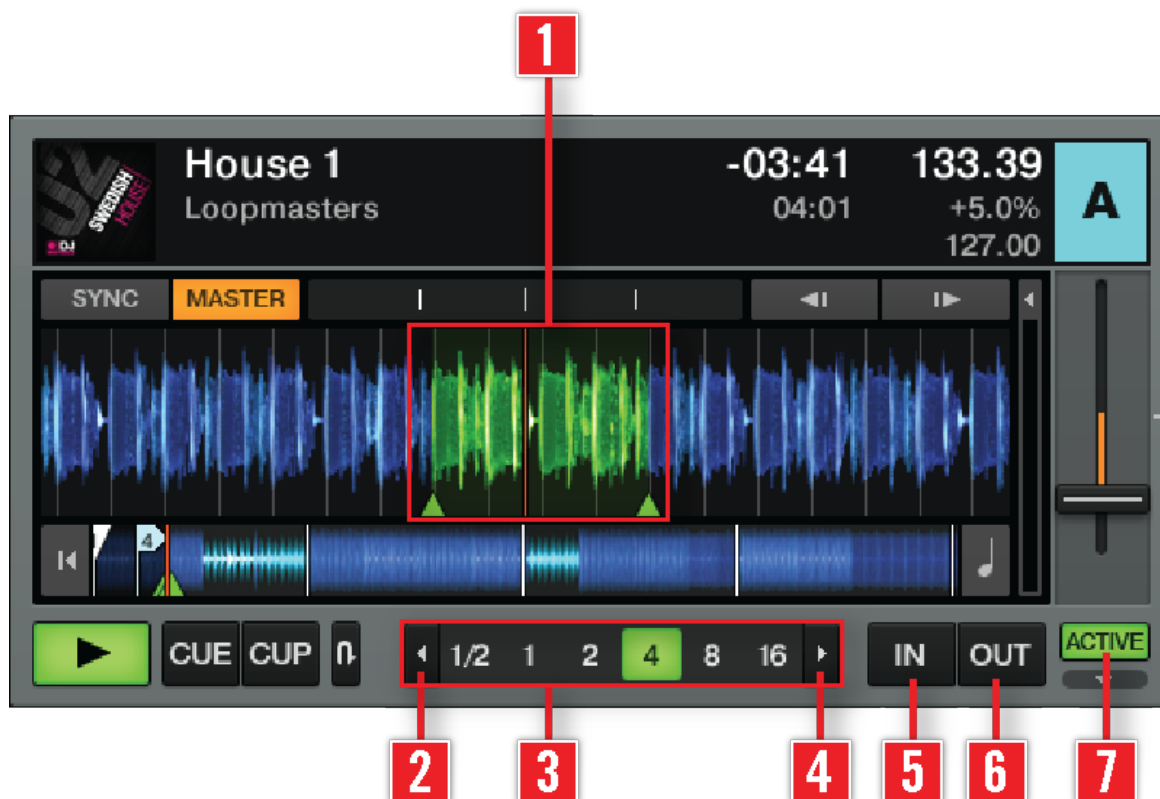 1
House 1
Loopmasters
-03:41
04:01
133.39
+5.0%
127.00
A
SWEDISH
HOUSE
DJ
SYNC
MASTER
4
CUE
CUP
1/2
1
2
4
8
16
IN
OUT
ACTIVE
2
3
4
5
6
7